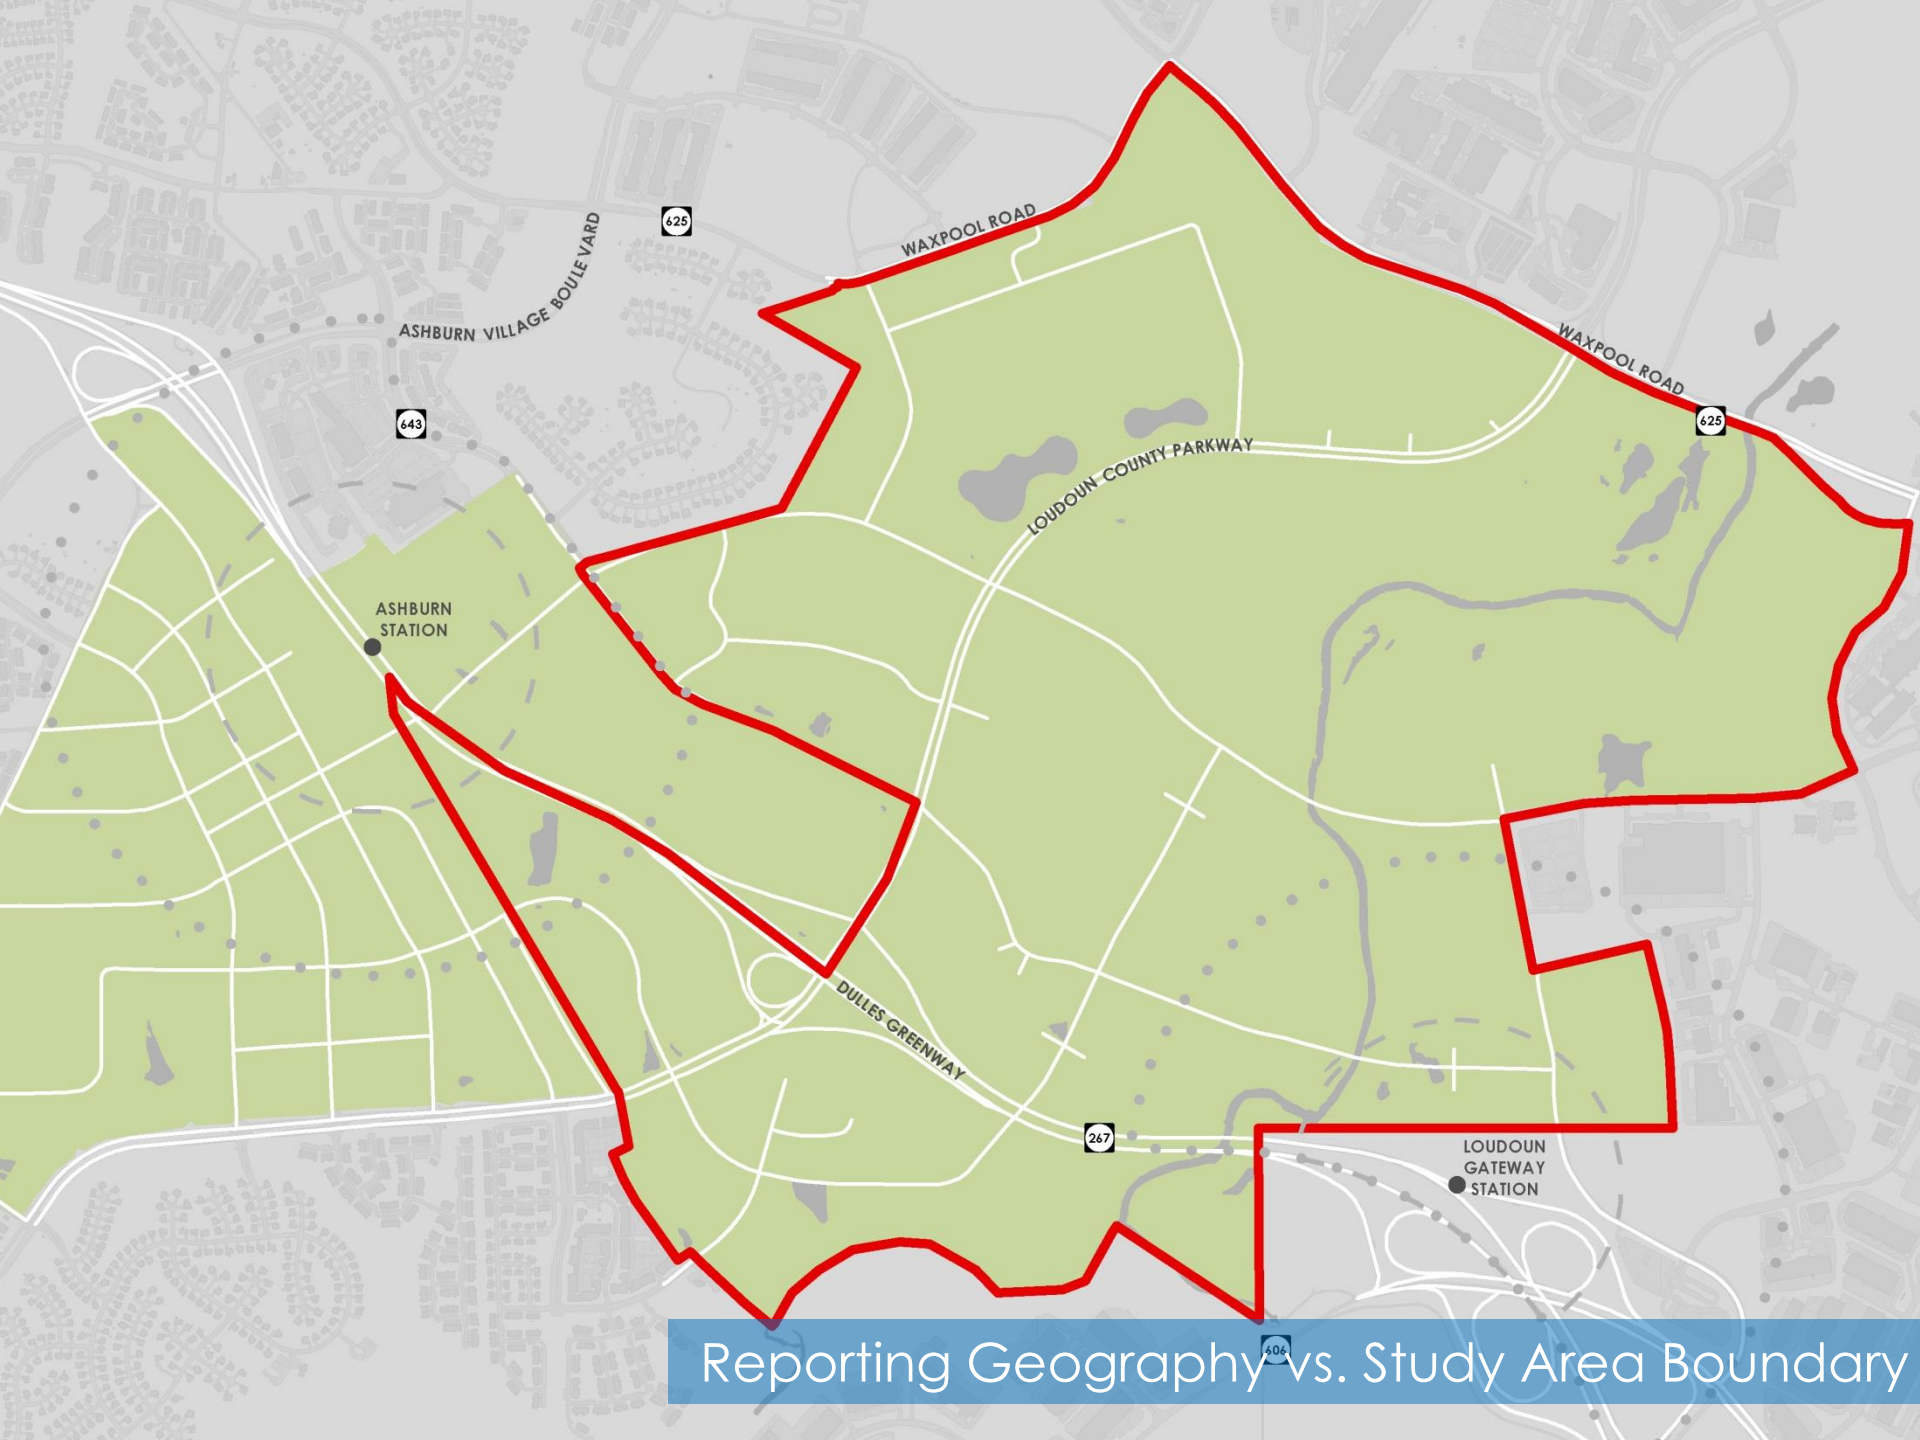 WAXPOOL ROAD
625
ASHBURN VILLAGE BOULEVARD
WAXPOOL ROAD
625
643
LOUDOUN COUNTY PARKWAY
ASHBURN
STATION
DULLES GREENWAY
267
LOUDOUN
GATEWAY
STATION
606
Reporting Geography vs. Study Area Boundary